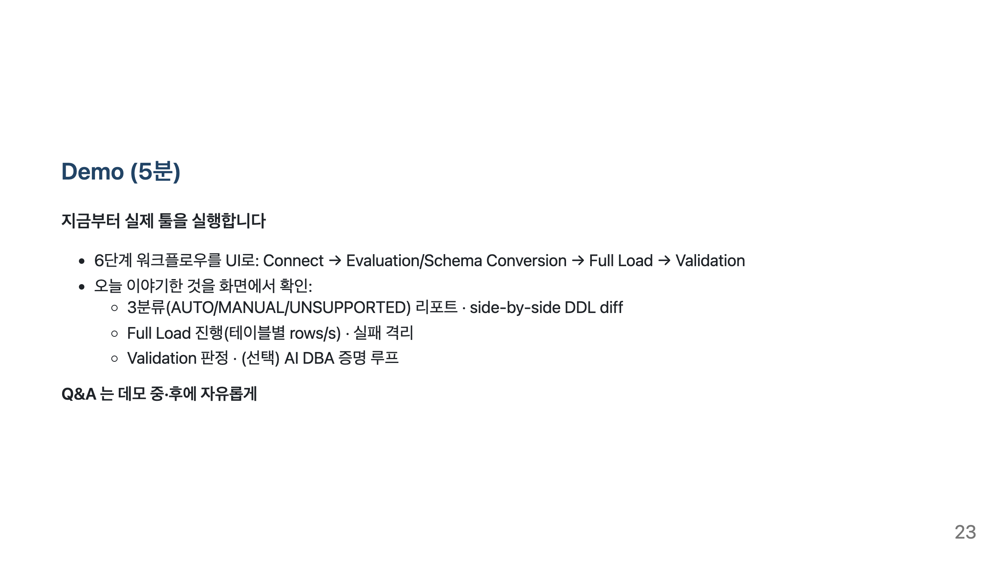 Demo (5분)
지금부터 실제 툴을 실행합니다
• 6단계 워크플로우를 UI로: Connect → Evaluation/Schema Conversion → Full Load → Validation
• 오늘 이야기한 것을 화면에서 확인:
○ 3분류(AUTO/MANUAL/UNSUPPORTED) 리포트 · side-by-side DDL diff
○ Full Load 진행(테이블별 rows/s) · 실패 격리
○ Validation 판정 · (선택) AI DBA 증명 루프
Q&A 는 데모 중·후에 자유롭게
23